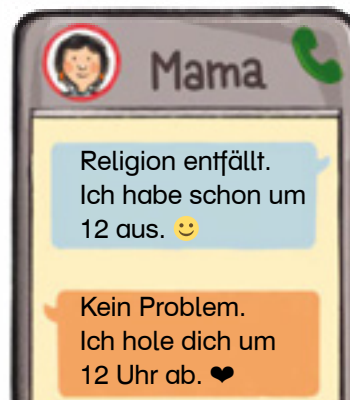 Mama
Religion entfällt.
Ich habe schon um
12 aus. 🙂
Kein Problem.
Ich hole dich um
12 Uhr ab. ❤